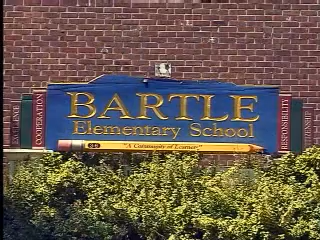 BARTLE
Elementary School
"A Community of Learners"
COOPERATION
RESPONSIBILITY